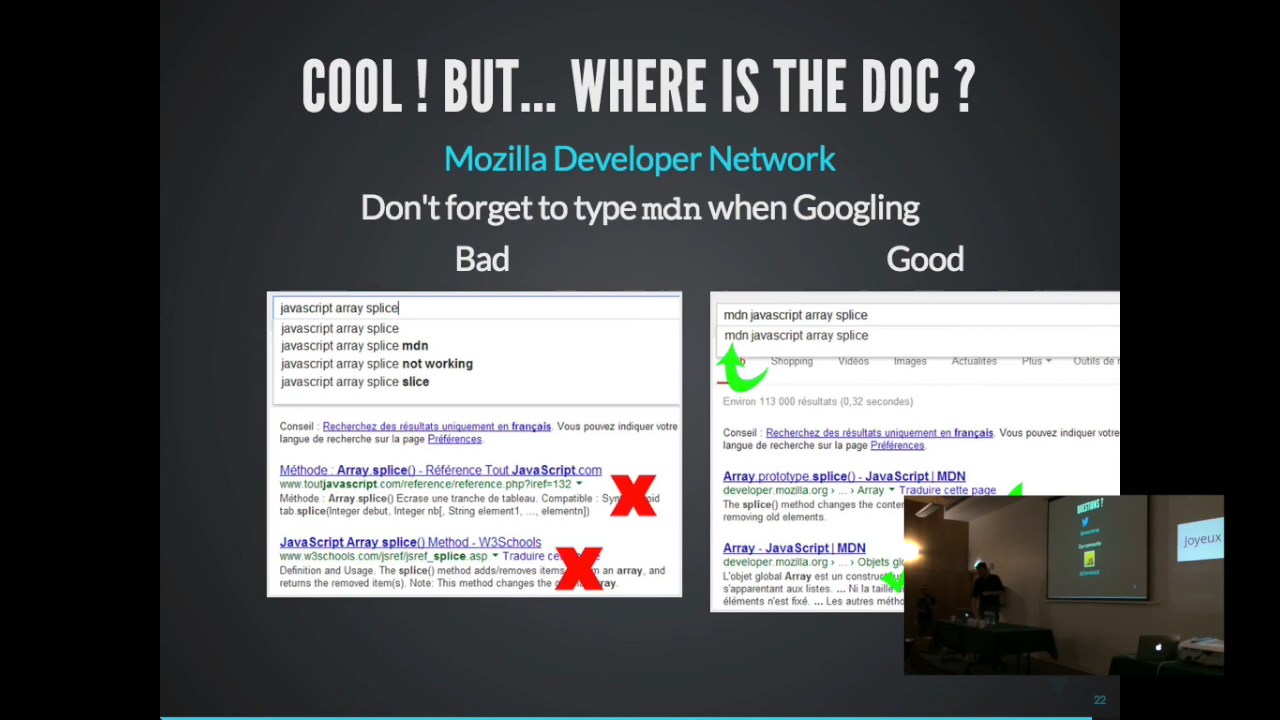 COOL ! BUT... WHERE IS THE DOC ?
Mozilla Developer Network
Don't forget to type mdn when Googling
Bad
Good
javascript array splice
javascript array splice
javascript array splice mdn
javascript array splice not working
javascript array splice slice
Conseil : Recherchez des résultats uniquement en français. Vous pouvez indiquer votre
langue de recherche sur la page Préférences.
Méthode : Array.splice() - Référence Tout JavaScript.com
www.toutjavascript.com/reference/reference.php?iref=132
Méthode : Array.splice() Ecrase une tranche de tableau. Compatible :
tab.splice(Integer debut, Integer nb[, String element1, ..., elementn])
JavaScript Array splice() Method - W3Schools
www.w3schools.com/jsref/jsref_splice.asp Traduire
Definition and Usage. The splice() method adds/removes items an array, and
returns the removed item(s). Note: This method changes the
mdn javascript array splice
mdn javascript array splice
Shopping Vidéos Images Actualités Plus Outils de
Environ 113 000 résultats (0,32 secondes)
Conseil : Recherchez des résultats uniquement en français. Vous pouvez indiquer votre
langue de recherche sur la page Préférences.
Array.prototype.splice() - JavaScript | MDN
developer.mozilla.org › ... › Array Traduire cette page
The splice() method changes the
removing old elements.
Array - JavaScript | MDN
developer.mozilla.org › ... › Objets
L'objet global Array est un
s'apparentant aux listes. ... Ni la taille
éléments n'est fixé. ... Les autres
QUESTIONS ?
JS
Joyeux
22